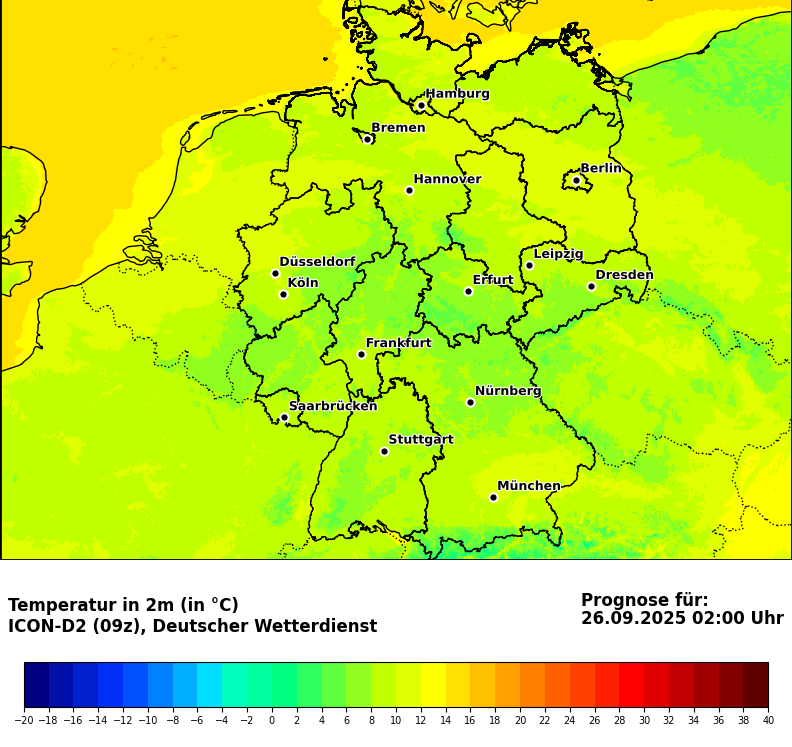 Hamburg
Bremen
Berlin
Hannover
Leipzig
Düsseldorf
Dresden
Köln
Erfurt
Frankfurt
Nürnberg
Saarbrücken
Stuttgart
München
Temperatur in 2m (in °C)
ICON-D2 (09z), Deutscher Wetterdienst
Prognose für:
26.09.2025 02:00 Uhr
−20 −18 −16 −14 −12 −10 −8 −6 −4 −2 0 2 4 6 8 10 12 14 16 18 20 22 24 26 28 30 32 34 36 38 40